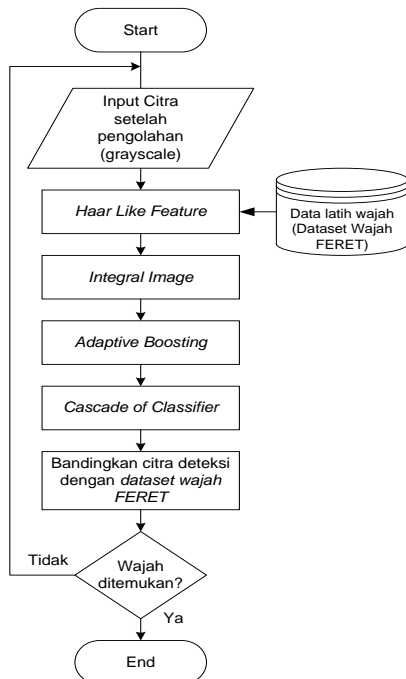 Start
Input Citra
setelah
pengolahan
(grayscale)
Haar Like Feature
Data latih wajah
(Dataset Wajah
FERET)
Integral Image
Adaptive Boosting
Cascade of Classifier
Bandingkan citra deteksi
dengan dataset wajah
FERET
Tidak
Wajah
ditemukan?
Ya
End